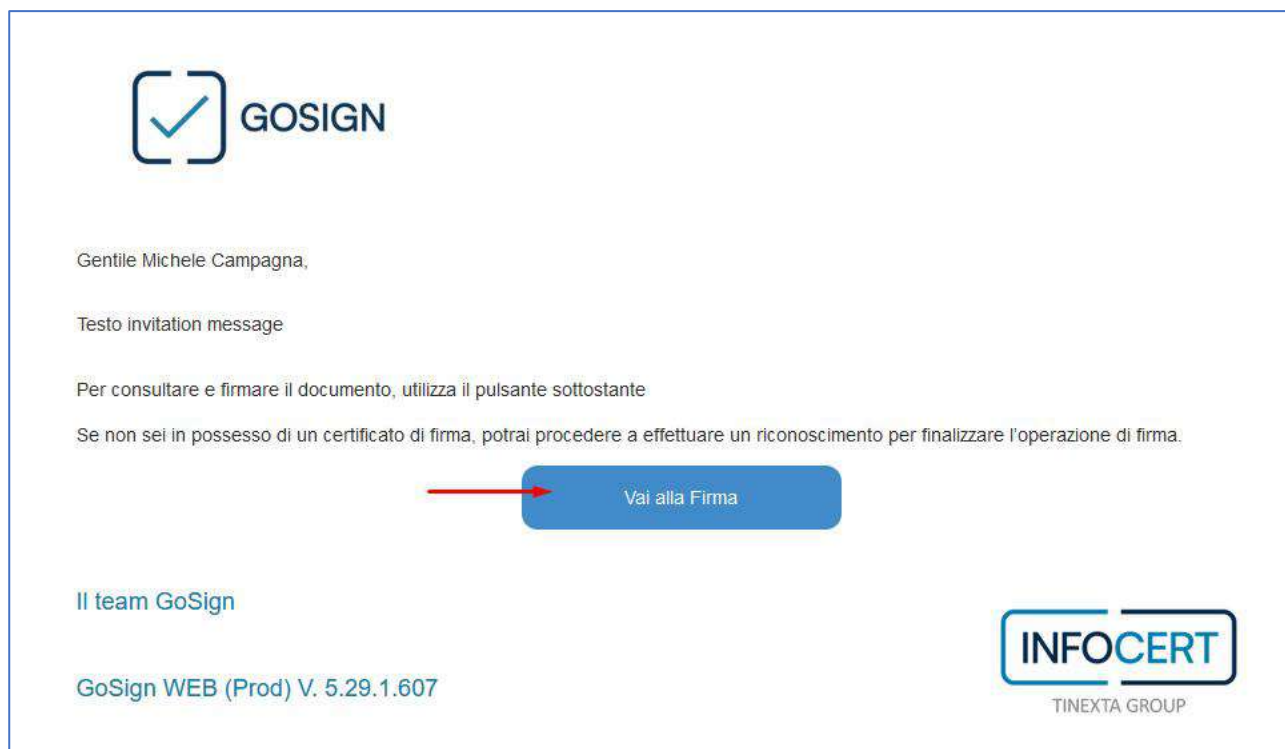 GOSIGN
Gentile Michele Campagna,
Testo invitation message
Per consultare e firmare il documento, utilizza il pulsante sottostante
Se non sei in possesso di un certificato di firma, potrai procedere a effettuare un riconoscimento per finalizzare l'operazione di firma.
Vai alla Firma
Il team GoSign
GoSign WEB (Prod) V. 5.29.1.607
INFOCERT
TINEXTA GROUP